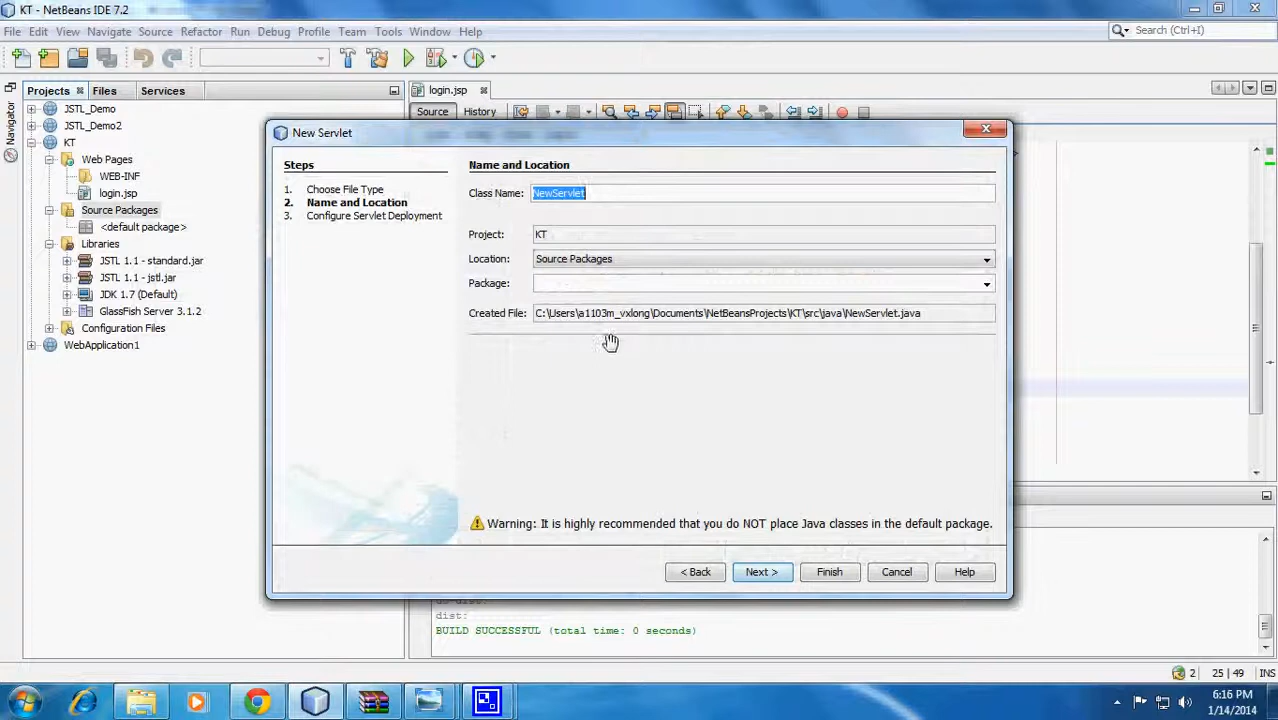 KT - NetBeans IDE 7.2
File Edit View Navigate Source Refactor Run Debug Profile Team Tools Window Help
Search (Ctrl+I)
Projects Files Services
login.jsp
Navigator
Source History
JSTL_Demo
JSTL_Demo2
KT
Web Pages
WEB-INF
login.jsp
Source Packages
<default package>
Libraries
JSTL 1.1 - standard.jar
JSTL 1.1 - jstl.jar
JDK 1.7 (Default)
GlassFish Server 3.1.2
Configuration Files
WebApplication1
New Servlet
Steps
1. Choose File Type
2. Name and Location
3. Configure Servlet Deployment
Name and Location
Class Name: NewServlet
Project: KT
Location: Source Packages
Package:
Created File: C:\Users\a1103m_vxlong\Documents\NetBeansProjects\KT\src\java\NewServlet.java
Warning: It is highly recommended that you do NOT place Java classes in the default package.
< Back Next > Finish Cancel Help
dist:
BUILD SUCCESSFUL (total time: 0 seconds)
2 25 | 49 INS
6:16 PM
1/14/2014